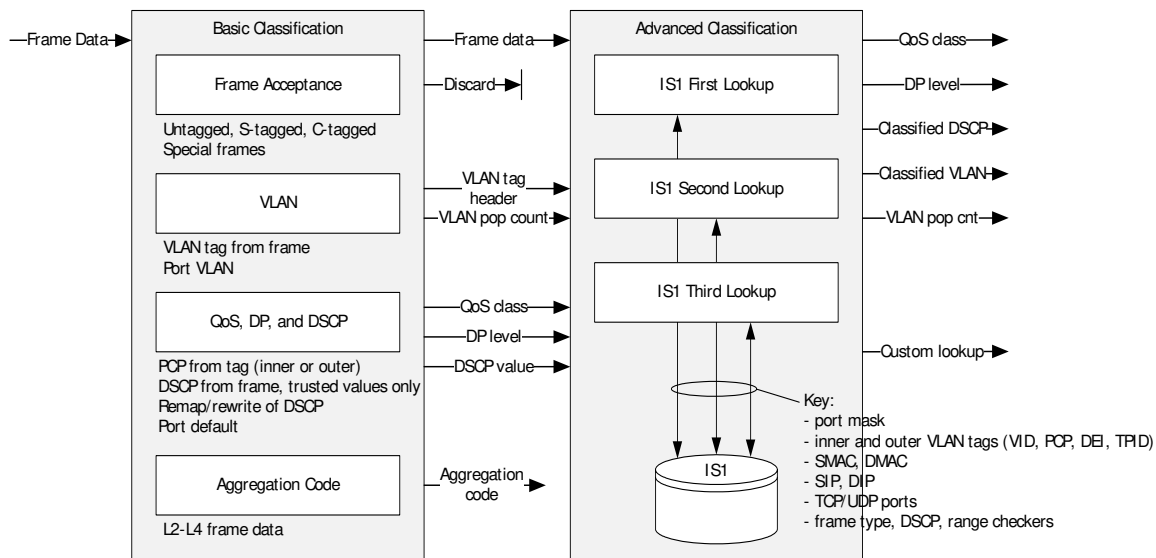 Basic Classification
Advanced Classification
Frame Data
Frame data
QoS class
Frame Acceptance
Discard
IS1 First Lookup
DP level
Untagged, S-tagged, C-tagged
Special frames
Classified DSCP
VLAN
VLAN tag
header
VLAN pop count
IS1 Second Lookup
Classified VLAN
VLAN pop cnt
VLAN tag from frame
Port VLAN
QoS, DP, and DSCP
QoS class
DP level
DSCP value
IS1 Third Lookup
PCP from tag (inner or outer)
DSCP from frame, trusted values only
Remap/rewrite of DSCP
Port default
Custom lookup
Key:
- port mask
- inner and outer VLAN tags (VID, PCP, DEI, TPID)
- SMAC, DMAC
- SIP, DIP
- TCP/UDP ports
- frame type, DSCP, range checkers
IS1
Aggregation Code
Aggregation
code
L2-L4 frame data